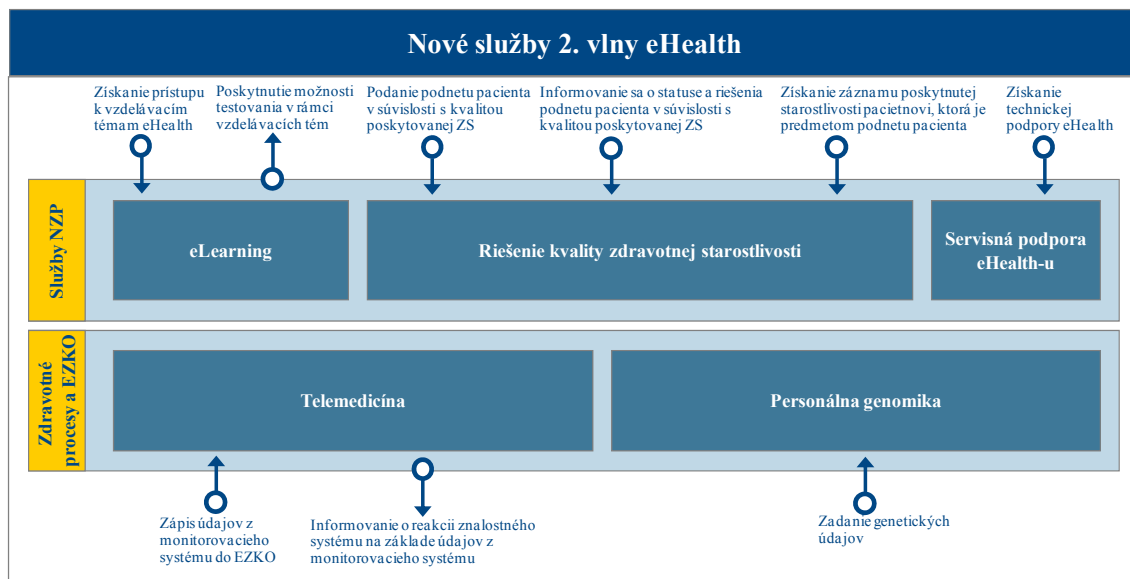 Nové služby 2. vlny eHealth
Získanie prístupu
k vzdelávacím
témam eHealth
Poskytnutie možnosti
testovania v rámci
vzdelávacích tém
Podanie podnetu pacienta
v súvislosti s kvalitou
poskytovanej ZS
Informovanie sa o statuse a riešenia
podnetu pacienta v súvislosti s
kvalitou poskytovanej ZS
Získanie záznamu poskytnutej
starostlivosti pacietnovi, ktorá je
predmetom podnetu pacienta
Získanie
technickej
podpory eHealth
Služby NZP
eLearning
Riešenie kvality zdravotnej starostlivosti
Servisná podpora
eHealth-u
Zdravotné
procesy a EZKO
Telemedicína
Personálna genomika
Zápis údajov z
monitorovacieho
systému do EZKO
Informovanie o reakcii znalostného
systému na základe údajov z
monitorovacieho systému
Zadanie genetických
údajov